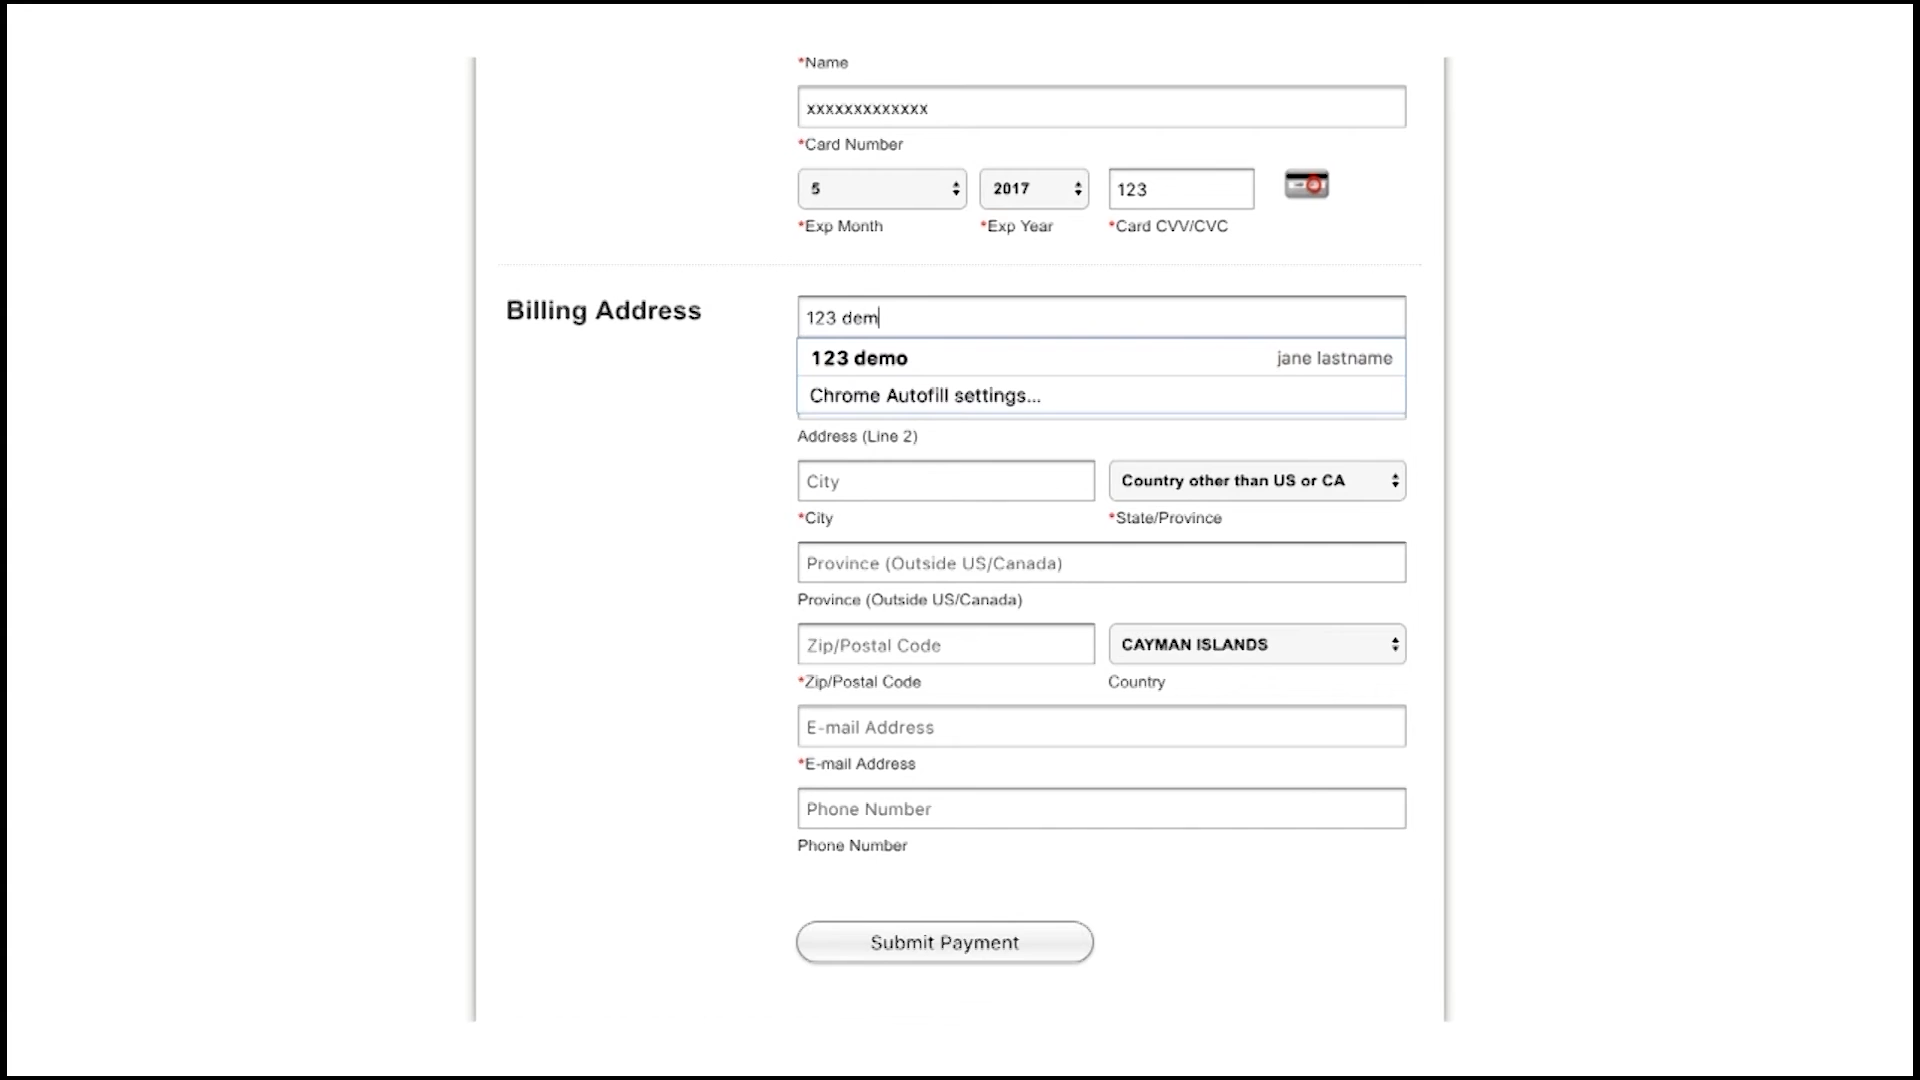 *Name
xxxxxxxxxxxxx
*Card Number
5 2017 123
*Exp Month *Exp Year *Card CVV/CVC
Billing Address 123 dem
123 demo jane lastname
Chrome Autofill settings...
Address (Line 2)
City Country other than US or CA
*City *State/Province
Province (Outside US/Canada)
Province (Outside US/Canada)
Zip/Postal Code CAYMAN ISLANDS
*Zip/Postal Code Country
E-mail Address
*E-mail Address
Phone Number
Phone Number
Submit Payment